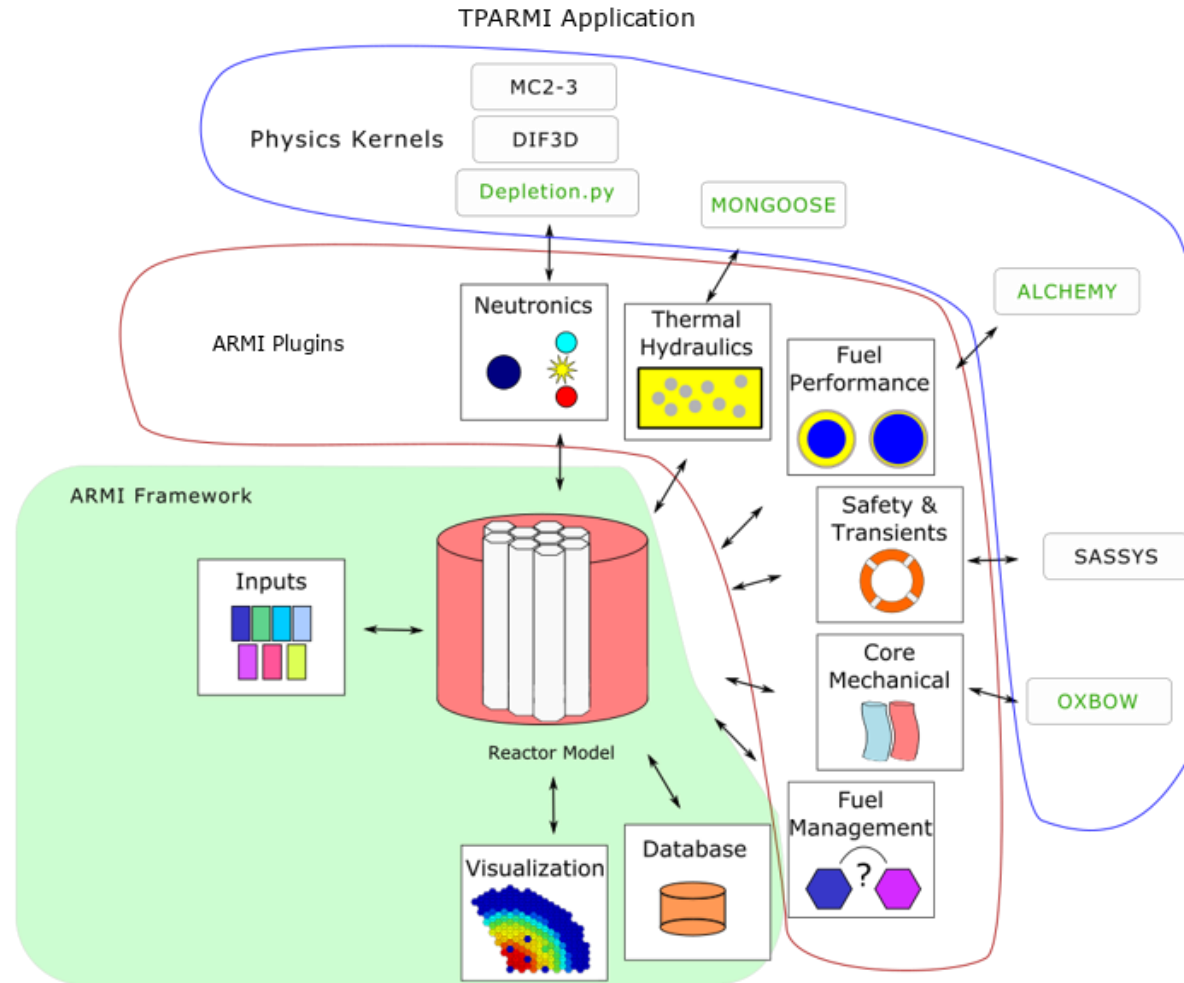 TPARMI Application
MC2-3
Physics Kernels
DIF3D
Depletion.py
MONGOOSE
ALCHEMY
Neutronics
Thermal
Hydraulics
ARMI Plugins
Fuel
Performance
ARMI Framework
Safety &
Transients
SASSYS
Inputs
Core
Mechanical
OXBOW
Reactor Model
Fuel
Management
?
Database
Visualization